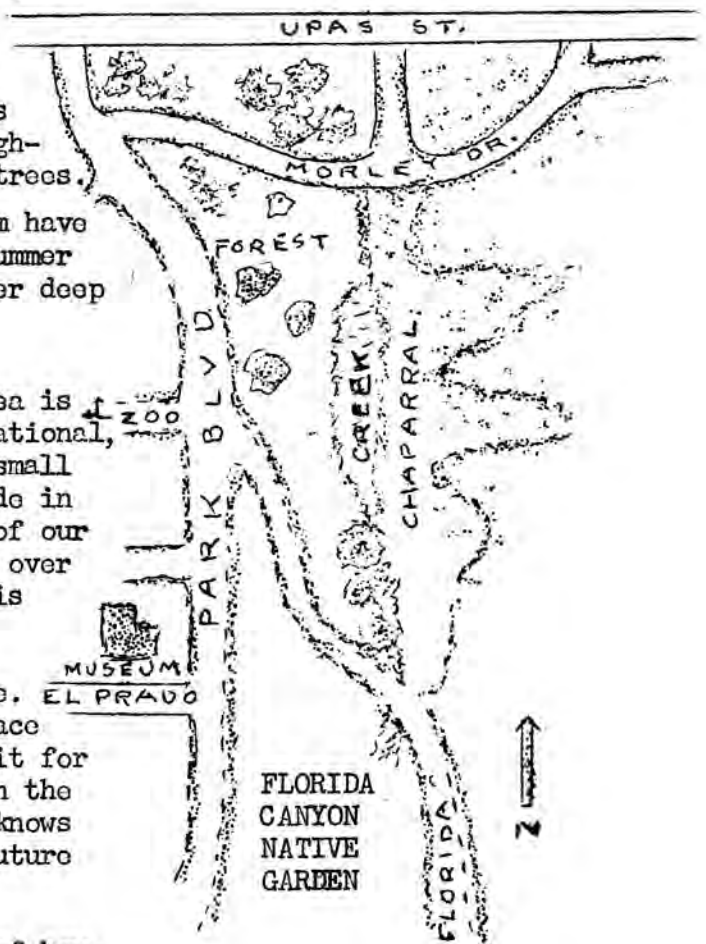 UPAS ST.
s
gh-
trees.
m have
ummer
er deep
ea is
ational,
small
de in
of our
over
is
e.
ace
it for
n the
knows
uture
MORLEY DR.
FOREST
CREEK
CHAPARRAL
ZOO
PARK BLVD
MUSEUM
EL PRADO
FLORIDA
CANYON
NATIVE
GARDEN
N
FLORIDA